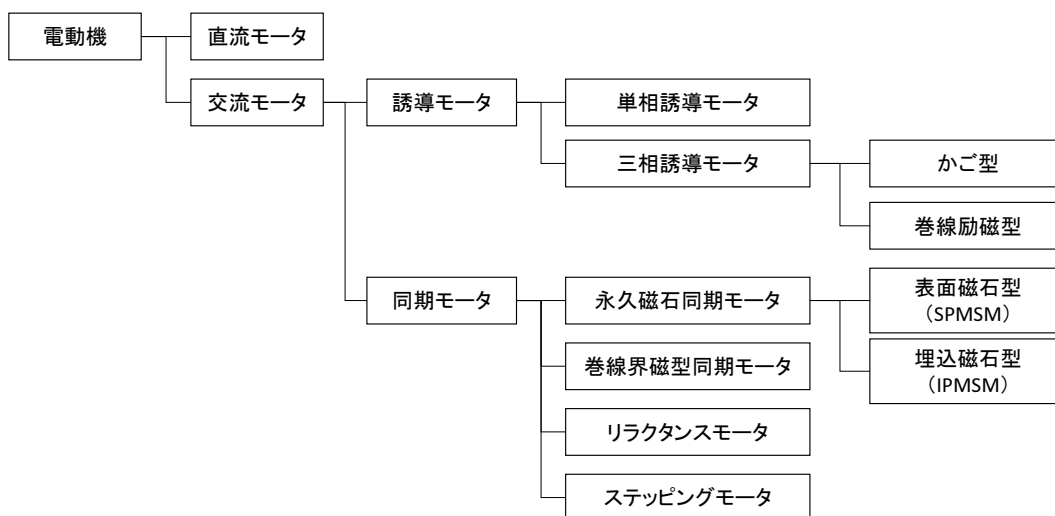 電動機
直流モータ
交流モータ
誘導モータ
単相誘導モータ
三相誘導モータ
かご型
巻線励磁型
同期モータ
永久磁石同期モータ
表面磁石型
（SPMSM）
埋込磁石型
（IPMSM）
巻線界磁型同期モータ
リラクタンスモータ
ステッピングモータ